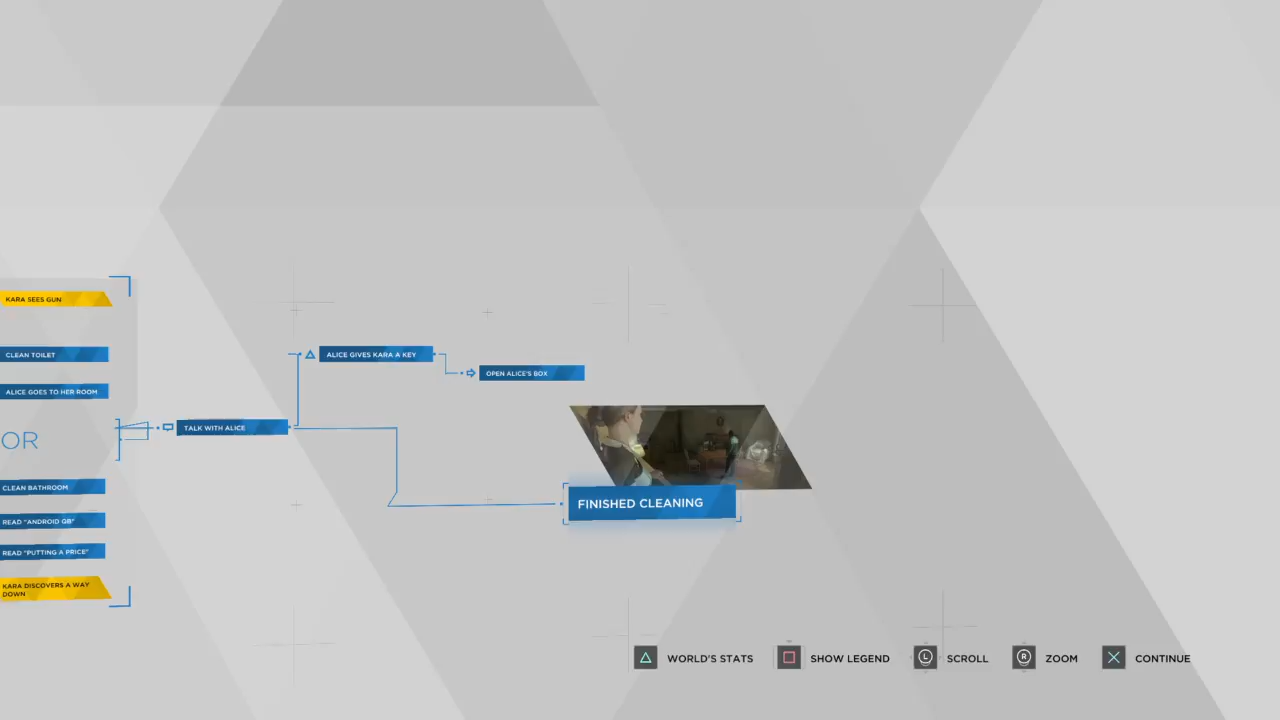 KARA SEES GUN
CLEAN TOILET
ALICE GOES TO HER ROOM
OR
CLEAN BATHROOM
READ "ANDROID QB"
READ "PUTTING A PRICE"
KARA DISCOVERS A WAY
DOWN
TALK WITH ALICE
ALICE GIVES KARA A KEY
OPEN ALICE'S BOX
FINISHED CLEANING
WORLD'S STATS
SHOW LEGEND
L
SCROLL
R
ZOOM
CONTINUE